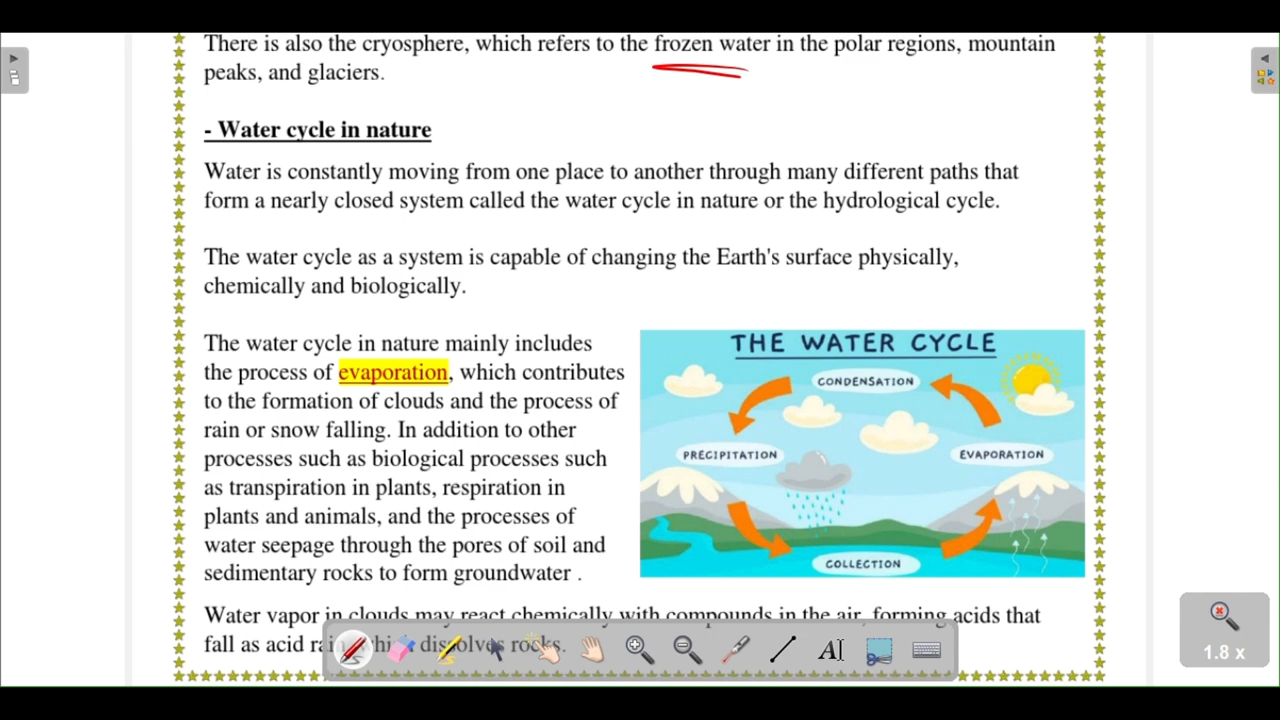 There is also the cryosphere, which refers to the frozen water in the polar regions, mountain
peaks, and glaciers.
- Water cycle in nature
Water is constantly moving from one place to another through many different paths that
form a nearly closed system called the water cycle in nature or the hydrological cycle.
The water cycle as a system is capable of changing the Earth's surface physically,
chemically and biologically.
The water cycle in nature mainly includes
the process of evaporation, which contributes
to the formation of clouds and the process of
rain or snow falling. In addition to other
processes such as biological processes such
as transpiration in plants, respiration in
plants and animals, and the processes of
water seepage through the pores of soil and
sedimentary rocks to form groundwater .
THE WATER CYCLE
CONDENSATION
PRECIPITATION
EVAPORATION
COLLECTION
Water vapor in clouds may react chemically with compounds in the air, forming acids that
fall as acid rain, which dissolves rocks.
AI
1.8 x